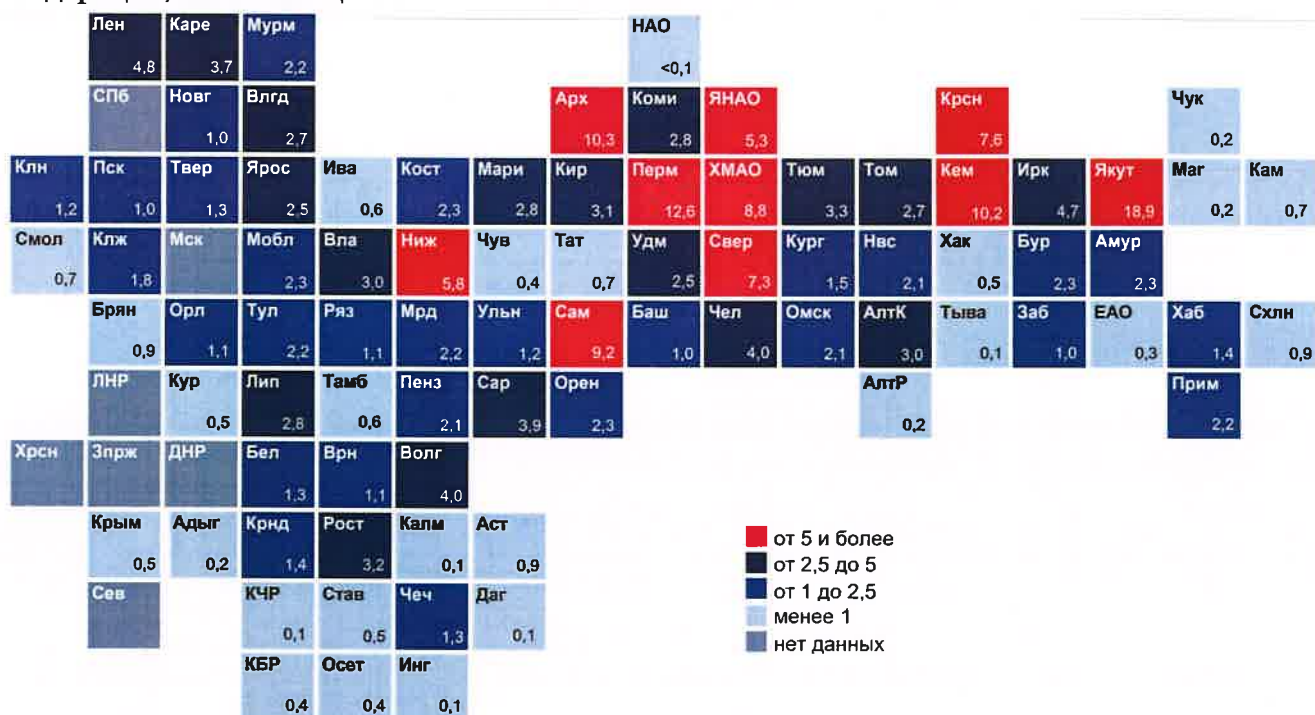 Лен Каре Мурм НАО
4,8 3,7 2,2 <0,1
СПб Новг Влгд Арх Коми ЯНАО Крсн Чук
1,0 2,7 10,3 2,8 5,3 7,6 0,2
Клн Пск Твер Ярос Ива Кост Мари Кир Перм ХМАО Тюм Том Кем Ирк Якут Маг Кам
1,2 1,0 1,3 2,5 0,6 2,3 2,8 3,1 12,6 8,8 3,3 2,7 10,2 4,7 18,9 0,2 0,7
Смол Клж Мск Мобл Вла Ниж Чув Тат Удм Свер Кург Нвс Хак Бур Амур
0,7 1,8 2,3 3,0 5,8 0,4 0,7 2,5 7,3 1,5 2,1 0,5 2,3 2,3
Брян Орл Тул Ряз Мрд Ульн Сам Баш Чел Омск АлтК Тыва Заб ЕАО Хаб Схлн
0,9 1,1 2,2 1,1 2,2 1,2 9,2 1,0 4,0 2,1 3,0 0,1 1,0 0,3 1,4 0,9
ЛНР Кур Лип Тамб Пенз Сар Орен АлтР Прим
0,5 2,8 0,6 2,1 3,9 2,3 0,2 2,2
Хрсн Зпрж ДНР Бел Врн Волг
1,3 1,1 4,0
Крым Адыг Крнд Рост Калм Аст
0,5 0,2 1,4 3,2 0,1 0,9
от 5 и более
от 2,5 до 5
от 1 до 2,5
менее 1
нет данных
Сев КЧР Став Чеч Даг
0,1 0,5 1,3 0,1
КБР Осет Инг
0,4 0,4 0,1